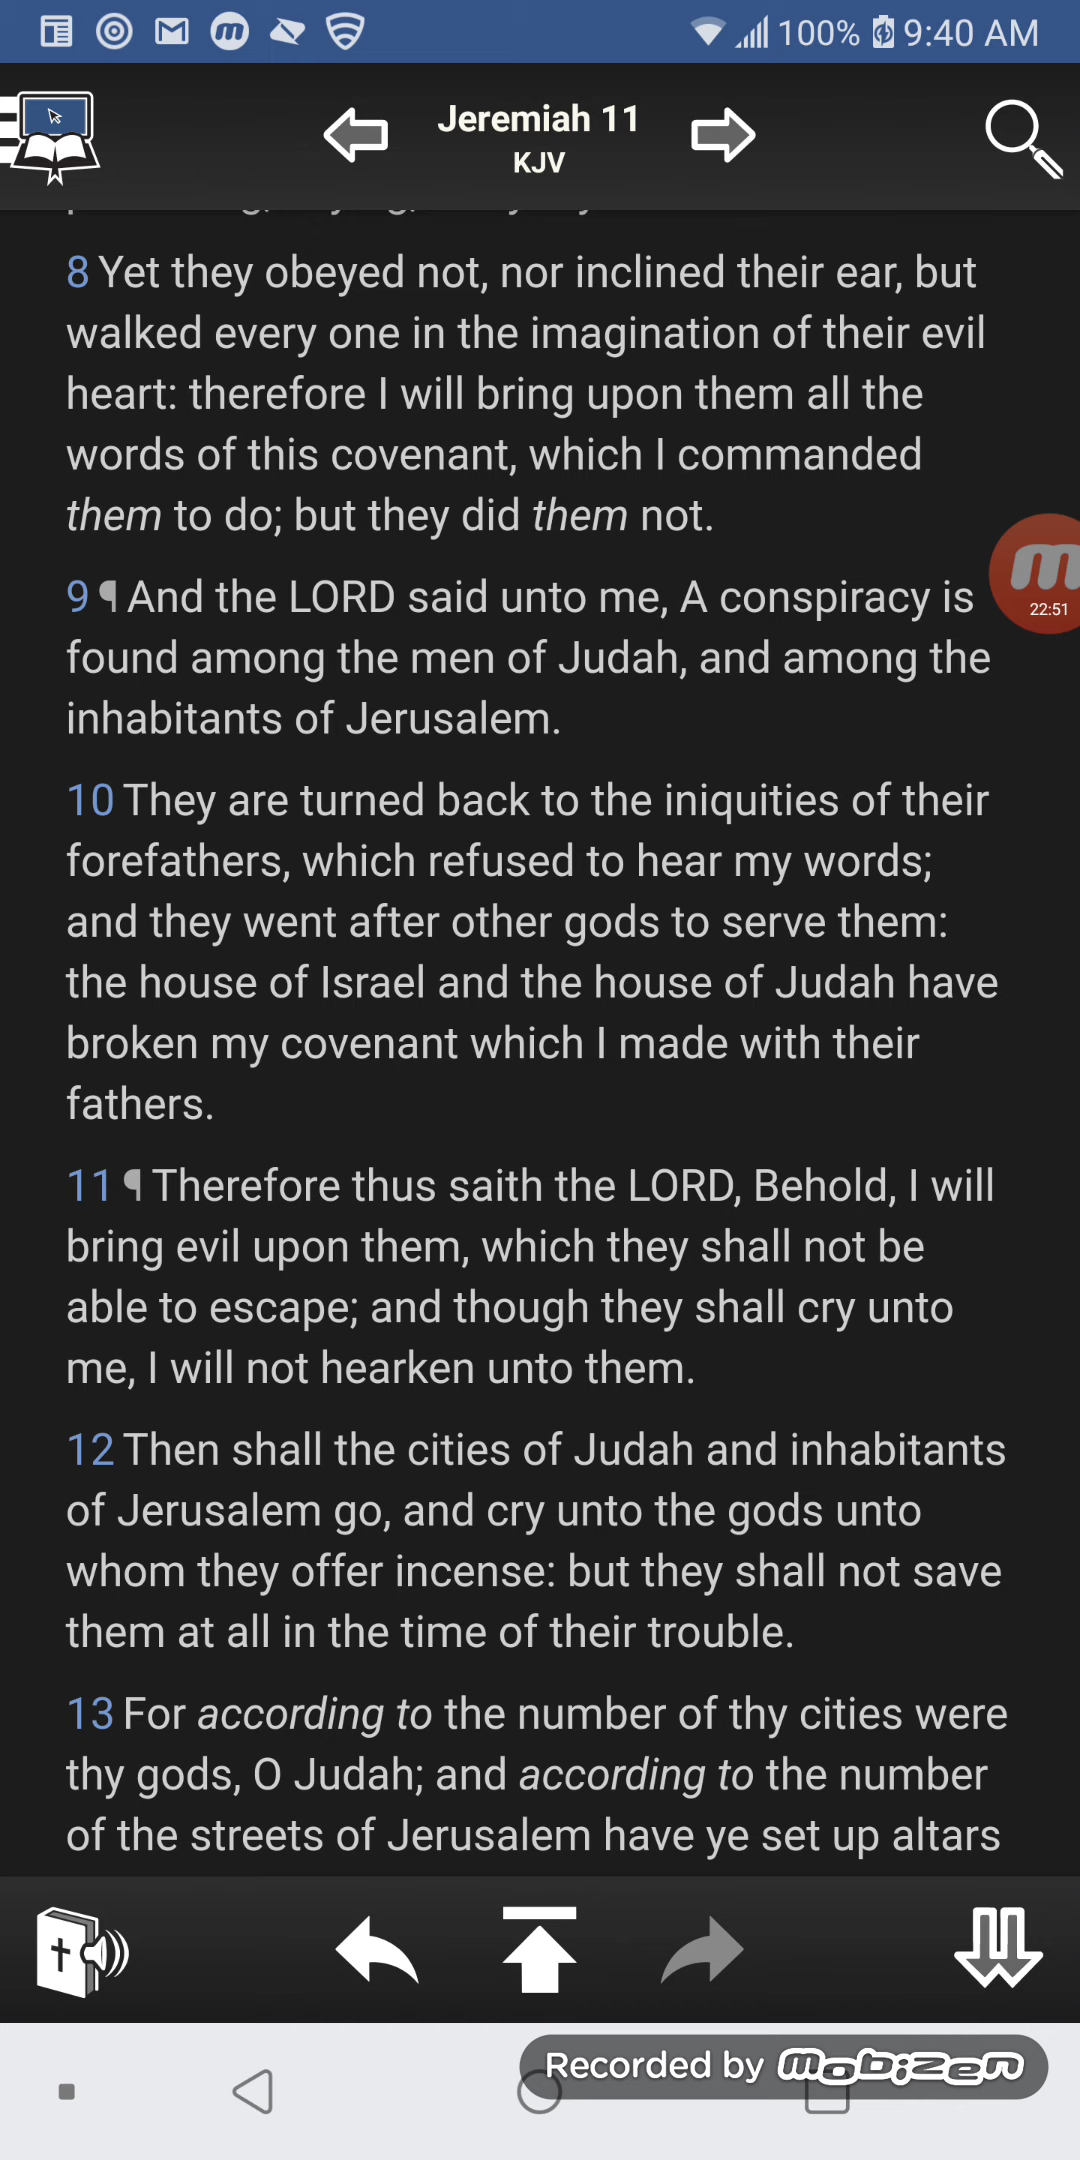 100% 9:40 AM
Jeremiah 11
KJV
8 Yet they obeyed not, nor inclined their ear, but
walked every one in the imagination of their evil
heart: therefore I will bring upon them all the
words of this covenant, which I commanded
them to do; but they did them not.
9 ¶ And the LORD said unto me, A conspiracy is
found among the men of Judah, and among the
inhabitants of Jerusalem.
10 They are turned back to the iniquities of their
forefathers, which refused to hear my words;
and they went after other gods to serve them:
the house of Israel and the house of Judah have
broken my covenant which I made with their
fathers.
11 ¶ Therefore thus saith the LORD, Behold, I will
bring evil upon them, which they shall not be
able to escape; and though they shall cry unto
me, I will not hearken unto them.
12 Then shall the cities of Judah and inhabitants
of Jerusalem go, and cry unto the gods unto
whom they offer incense: but they shall not save
them at all in the time of their trouble.
13 For according to the number of thy cities were
thy gods, O Judah; and according to the number
of the streets of Jerusalem have ye set up altars
m
22:51
Recorded by mobizen